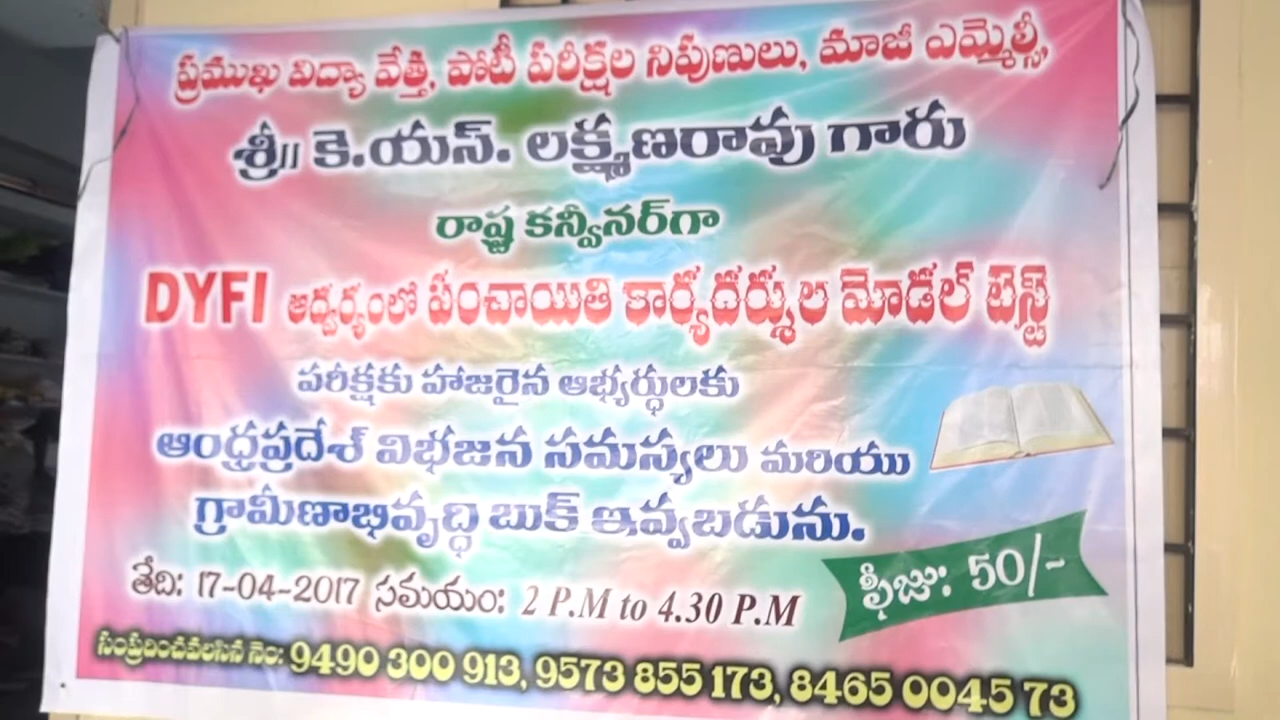 ప్రముఖ విద్యా వేత్త, పోటీ పరీక్షల నిపుణులు, మాజీ ఎమ్మెల్సీ,
శ్రీ॥ కె.యస్. లక్ష్మణరావు గారు
రాష్ట్ర కన్వీనర్‌గా
DYFI ఆధ్వర్యంలో పంచాయితి కార్యదర్శుల మోడల్ టెస్ట్
పరీక్షకు హాజరైన ఆభ్యర్ధులకు
ఆంధ్రప్రదేశ్ విభజన సమస్యలు మరియు
గ్రామీణాభివృద్ధి బుక్ ఇవ్వబడును.
తేది: 17-04-2017 సమయం: 2 P.M to 4.30 P.M
ఫీజు: 50/-
సంప్రదించవలసిన నెం: 9490 300 913, 9573 855 173, 8465 0045 73